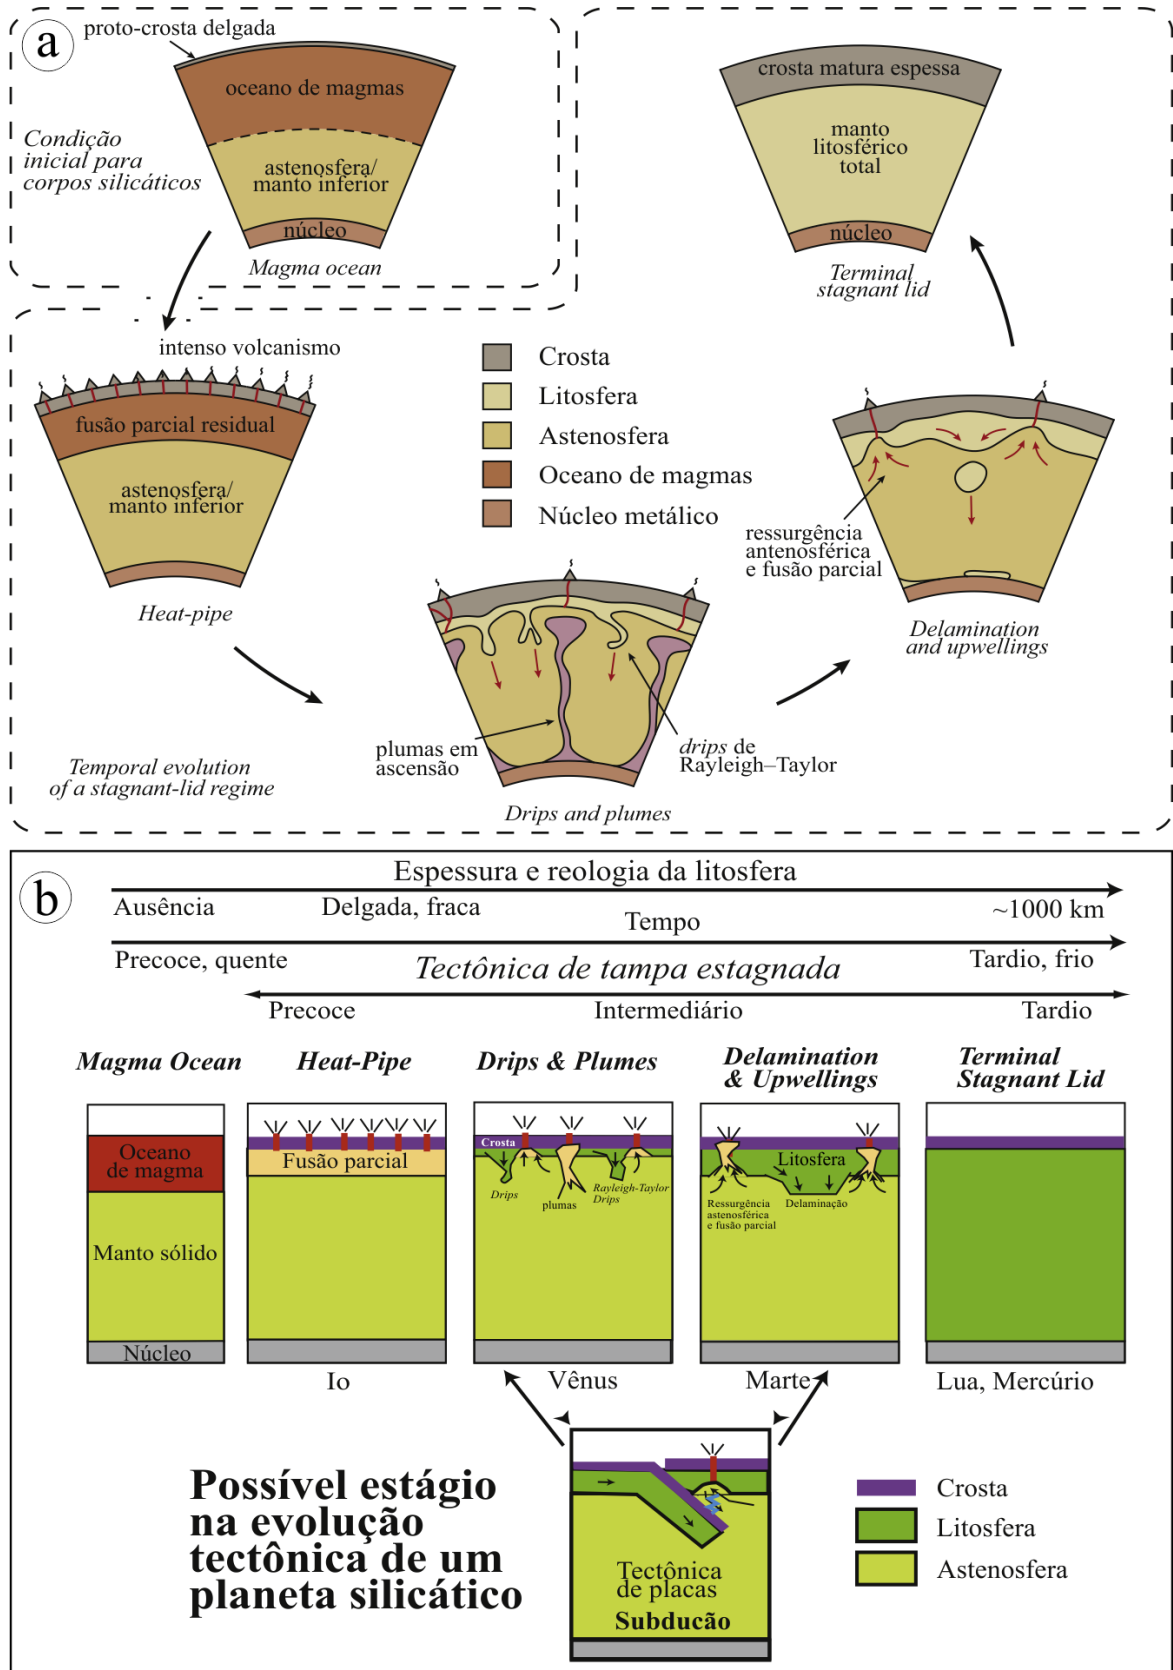 a
proto-crosta delgada
oceano de magmas
Condição
inicial para
corpos silicáticos
astenosfera/
manto inferior
núcleo
Magma ocean
crosta matura espessa
manto
litosférico
total
núcleo
Terminal
stagnant lid
intenso volcanismo
fusão parcial residual
astenosfera/
manto inferior
Heat-pipe
Crosta
Litosfera
Astenosfera
Oceano de magmas
Núcleo metálico
ressurgência
antenosférica
e fusão parcial
Delamination
and upwellings
plumas em
ascensão
drips de
Rayleigh–Taylor
Temporal evolution
of a stagnant-lid regime
Drips and plumes
b
Espessura e reologia da litosfera
Ausência
Delgada, fraca
~1000 km
Tempo
Precoce, quente
Tardio, frio
Tectônica de tampa estagnada
Precoce
Intermediário
Tardio
Magma Ocean
Heat-Pipe
Drips & Plumes
Delamination
& Upwellings
Terminal
Stagnant Lid
Oceano
de magma
Manto sólido
Núcleo
Fusão parcial
Crosta
Drips
plumas
Rayleigh-Taylor
Drips
Litosfera
Ressurgência
astenosférica
e fusão parcial
Delaminação
Io
Vênus
Marte
Lua, Mercúrio
Possível estágio
na evolução
tectônica de um
planeta silicático
Tectônica
de placas
Subducão
Crosta
Litosfera
Astenosfera